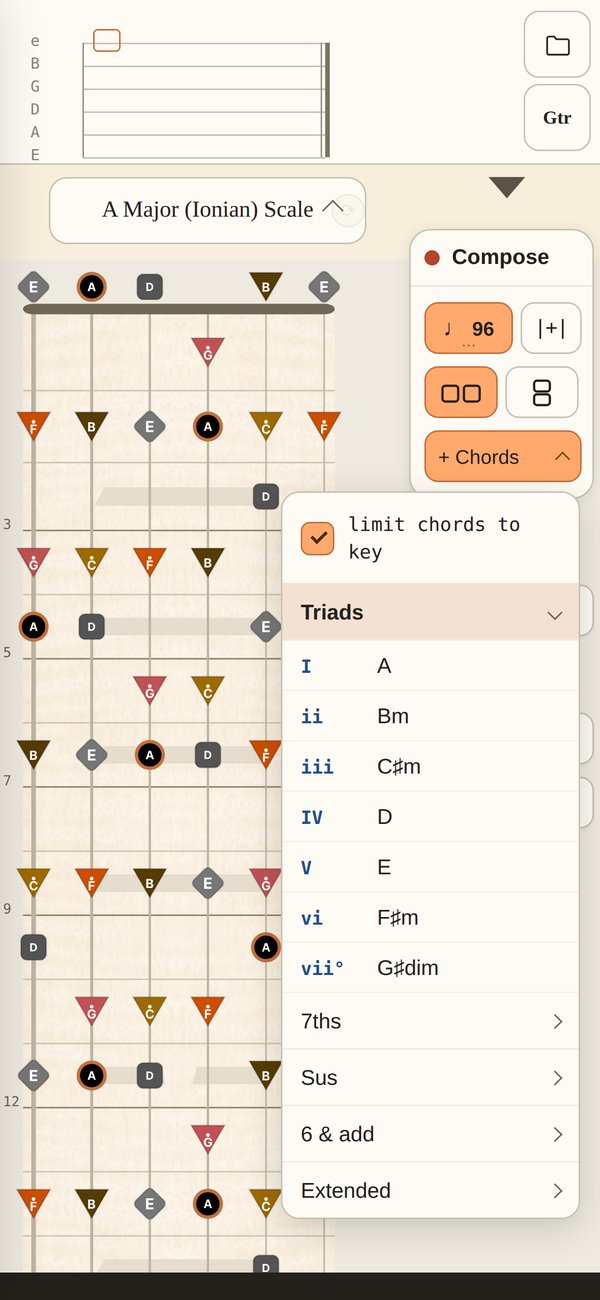 e
B
G
D
A
E
Gtr
A Major (Ionian) Scale
Compose
♩ 96
...
|+|
+ Chords
E A D B E
G
F B E A C F
D
3
G C F B
A D E
5
G C
B E A D F
7
C F B E G
9
D A
G C F
E A D B
12
G
F B E A C
D
limit chords to
key
Triads
I A
ii Bm
iii C♯m
IV D
V E
vi F♯m
vii° G♯dim
7ths
Sus
6 & add
Extended